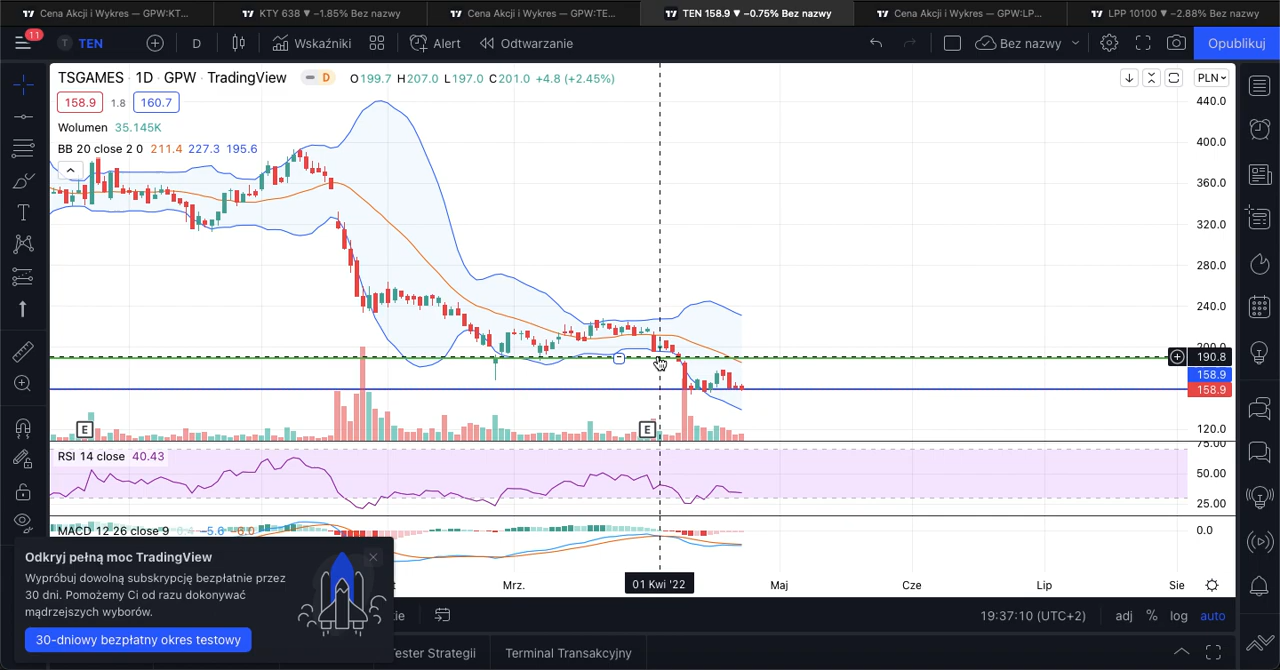 Cena Akcji i Wykres — GPW:KT...
KTY 638 ▼ −1.85% Bez nazwy
Cena Akcji i Wykres — GPW:TE...
TEN 158.9 ▼ −0.75% Bez nazwy
Cena Akcji i Wykres — GPW:LP...
LPP 10100 ▼ −2.88% Bez nazwy
11
T TEN
D
Wskaźniki
Alert
Odtwarzanie
Bez nazwy
Opublikuj
TSGAMES · 1D · GPW · TradingView
D
O199.7 H207.0 L197.0 C201.0 +4.8 (+2.45%)
PLN
158.9 1.8 160.7
Wolumen 35.145K
BB 20 close 2 0 211.4 227.3 195.6
440.0
400.0
360.0
320.0
280.0
240.0
200.0
190.8
158.9
158.9
120.0
E
E
75.00
RSI 14 close 40.43
50.00
25.00
MACD 12 26 close 9 −5.6 −6.0
0.0
Odkryj pełną moc TradingView
Wypróbuj dowolną subskrypcję bezpłatnie przez
30 dni. Pomożemy Ci od razu dokonywać
mądrzejszych wyborów.
30-dniowy bezpłatny okres testowy
Mrz.
01 Kwi '22
Maj
Cze
Lip
Sie
19:37:10 (UTC+2)
adj
%
log
auto
Tester Strategii
Terminal Transakcyjny